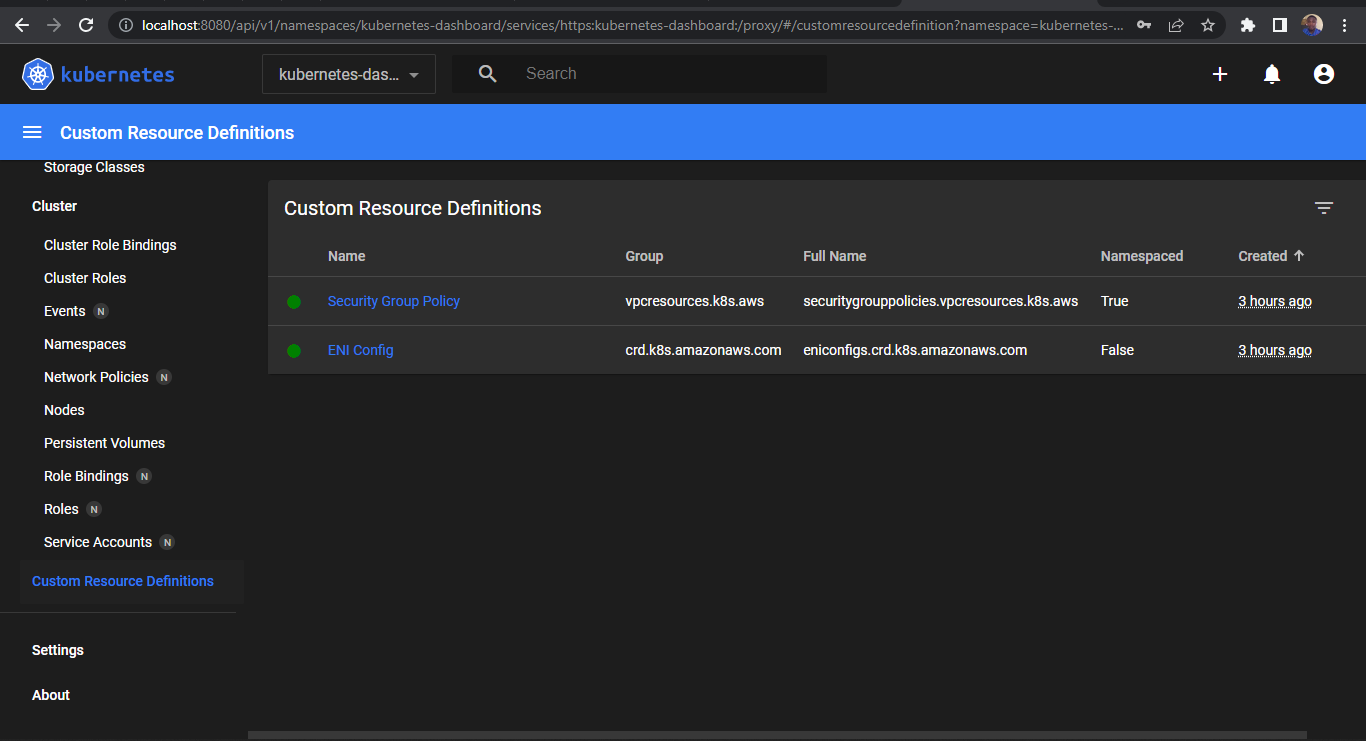 localhost:8080/api/v1/namespaces/kubernetes-dashboard/services/https:kubernetes-dashboard:/proxy/#/customresourcedefinition?namespace=kubernetes-...
kubernetes kubernetes-das... Search
Custom Resource Definitions
Storage Classes
Cluster
Cluster Role Bindings
Cluster Roles
Events N
Namespaces
Network Policies N
Nodes
Persistent Volumes
Role Bindings N
Roles N
Service Accounts N
Custom Resource Definitions
Settings
About
Custom Resource Definitions
Name Group Full Name Namespaced Created
Security Group Policy vpcresources.k8s.aws securitygrouppolicies.vpcresources.k8s.aws True 3 hours ago
ENI Config crd.k8s.amazonaws.com eniconfigs.crd.k8s.amazonaws.com False 3 hours ago